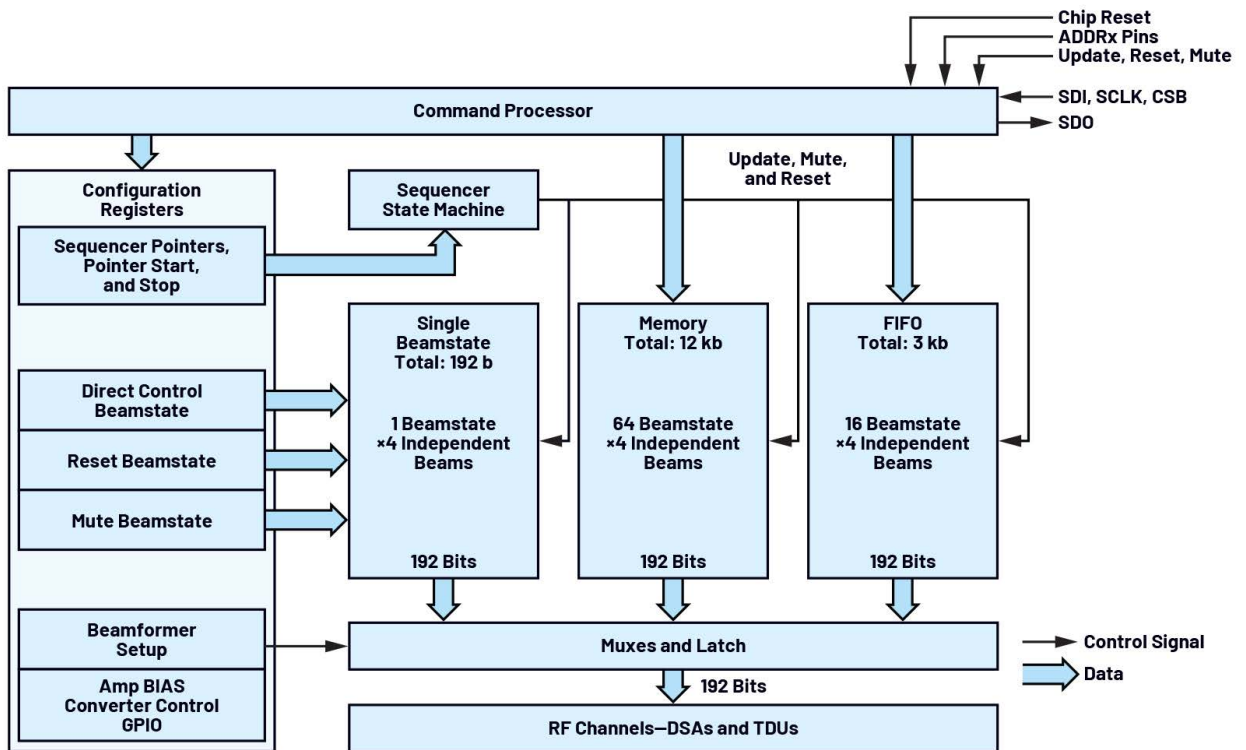 Chip Reset
ADDRx Pins
Update, Reset, Mute
SDI, SCLK, CSB
SDO
Command Processor
Update, Mute,
and Reset
Configuration
Registers
Sequencer Pointers,
Pointer Start,
and Stop
Direct Control
Beamstate
Reset Beamstate
Mute Beamstate
Beamformer
Setup
Amp BIAS
Converter Control
GPIO
Sequencer
State Machine
Single
Beamstate
Total: 192 b
1 Beamstate
×4 Independent
Beams
192 Bits
Memory
Total: 12 kb
64 Beamstate
×4 Independent
Beams
192 Bits
FIFO
Total: 3 kb
16 Beamstate
×4 Independent
Beams
192 Bits
Muxes and Latch
192 Bits
RF Channels—DSAs and TDUs
Control Signal
Data